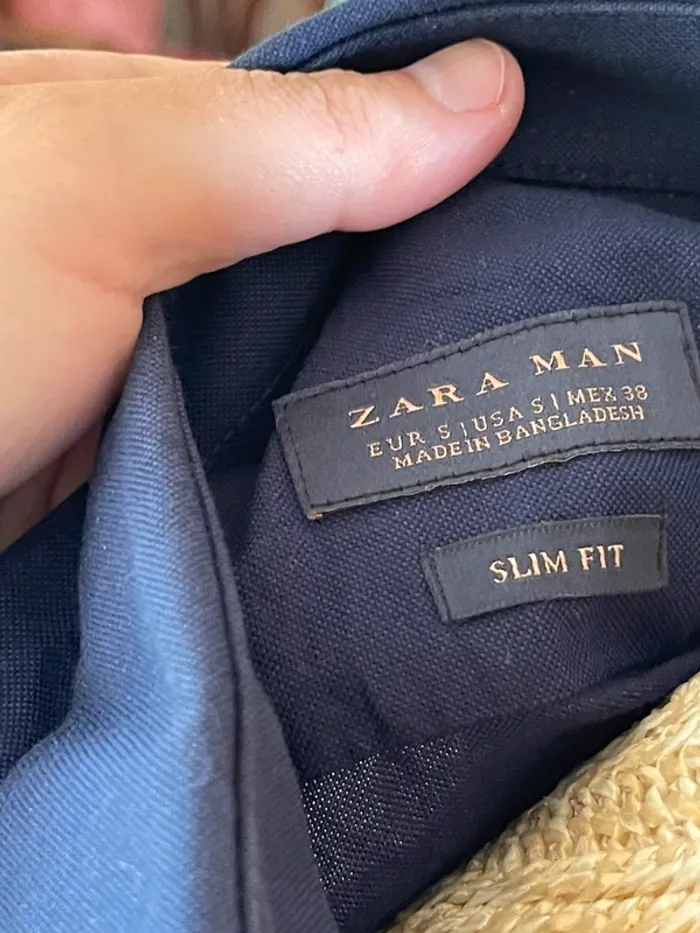 ZARA MAN
EUR S | USA S | MEX 38
MADE IN BANGLADESH
SLIM FIT